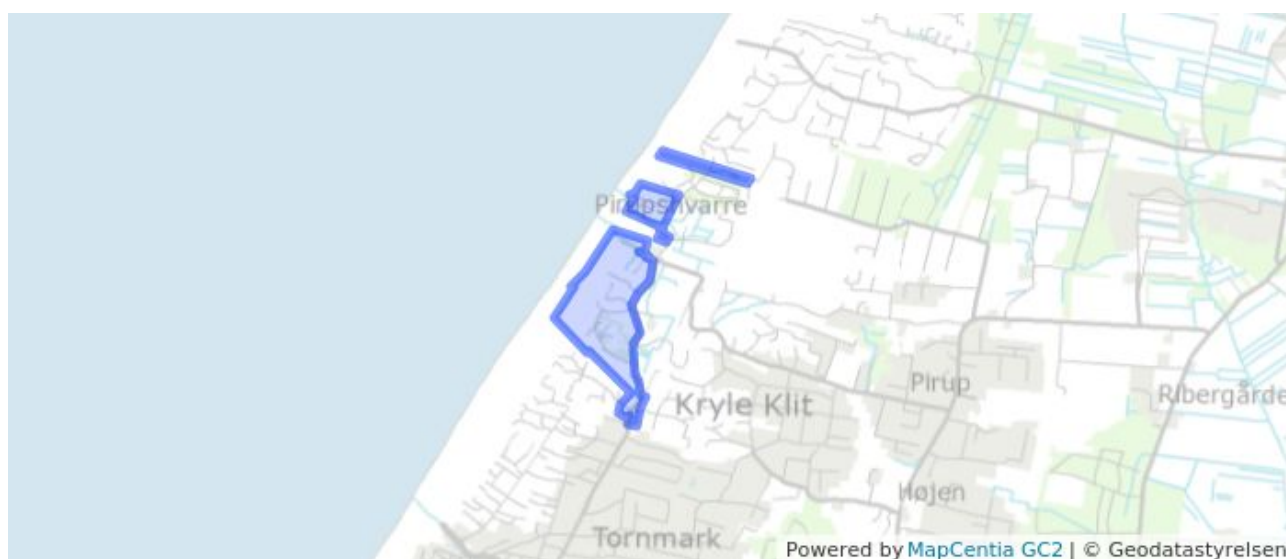 Pirupshvarre
Kryle Klit
Pirup
Ribergårde
Højen
Tornmark
Powered by MapCentia GC2 | © Geodatastyrelsen